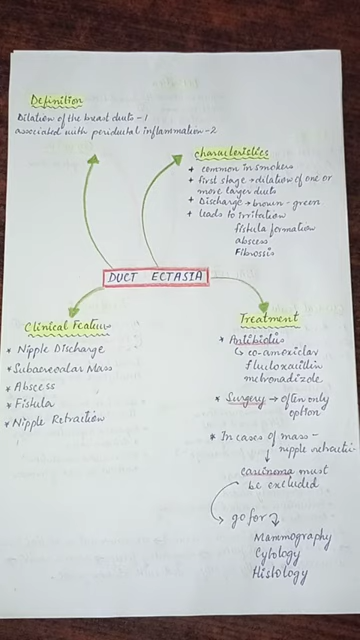 Definition
Dilation of the breast ducts - 1
associated with periductal inflammation - 2
characteristics
+ common in smokers
+ first stage → dilation of one or
more larger ducts
+ Discharge → brown - green
+ leads to irritation
fistula formation
abscess
Fibrosis
DUCT ECTASIA
Clinical Features
* Nipple Discharge
* Subareolar Mass
* Abscess
* Fistula
* Nipple Retraction
Treatment
* Antibiotics
↳ co-amoxiclav
flucloxacillin
metronidazole
* Surgery → often only
option
* In cases of mass -
nipple retractio
↓
carcinoma must
be excluded
go for
Mammography
Cytology
Histology